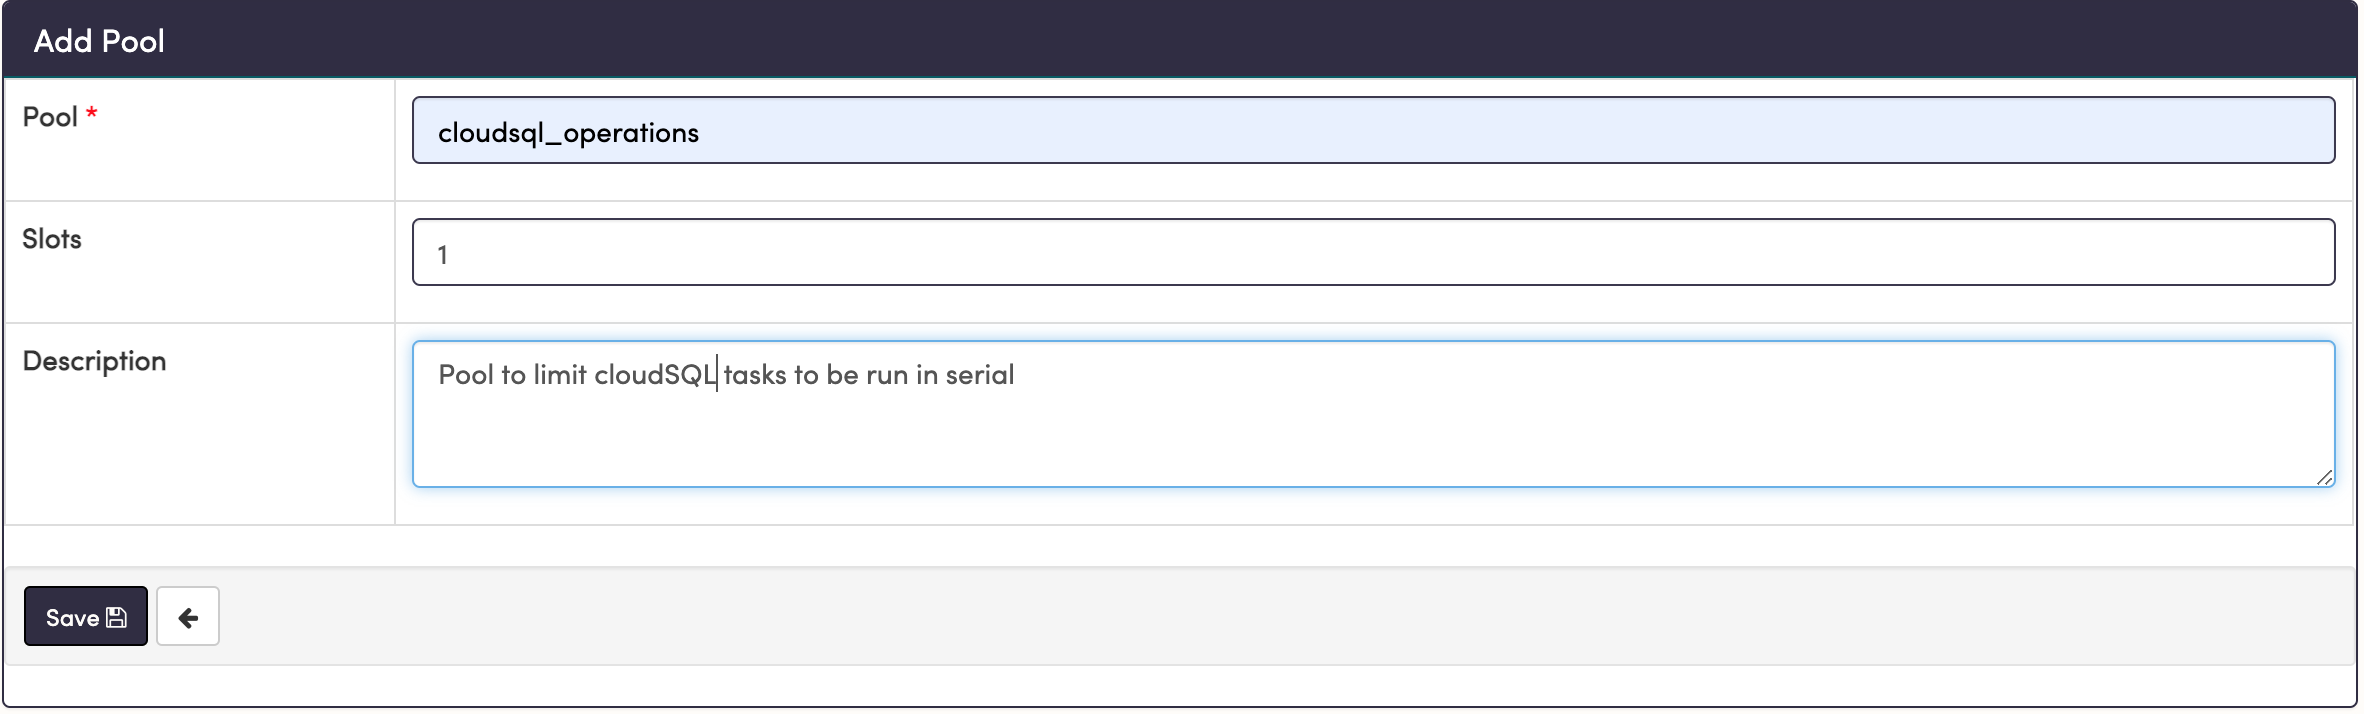 Add Pool
Pool *
cloudsql_operations
Slots
1
Description
Pool to limit cloudSQL tasks to be run in serial
Save